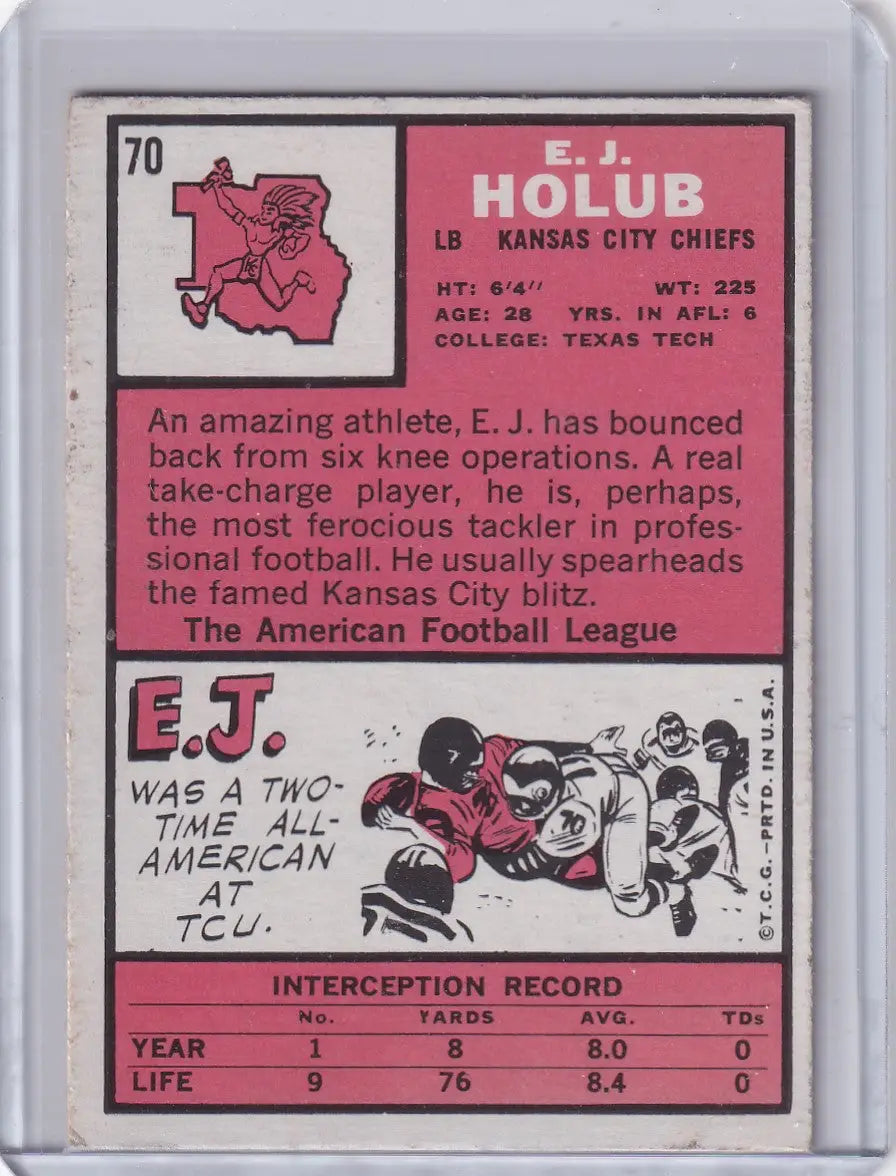 70
E. J.
HOLUB
LB KANSAS CITY CHIEFS
HT: 6'4'' WT: 225
AGE: 28 YRS. IN AFL: 6
COLLEGE: TEXAS TECH
An amazing athlete, E. J. has bounced
back from six knee operations. A real
take-charge player, he is, perhaps,
the most ferocious tackler in profes-
sional football. He usually spearheads
the famed Kansas City blitz.
The American Football League
E.J.
WAS A TWO-
TIME ALL-
AMERICAN
AT
TCU.
70
©T.C.G.–PRTD. IN U.S.A.
INTERCEPTION RECORD
No. YARDS AVG. TDs
YEAR 1 8 8.0 0
LIFE 9 76 8.4 0